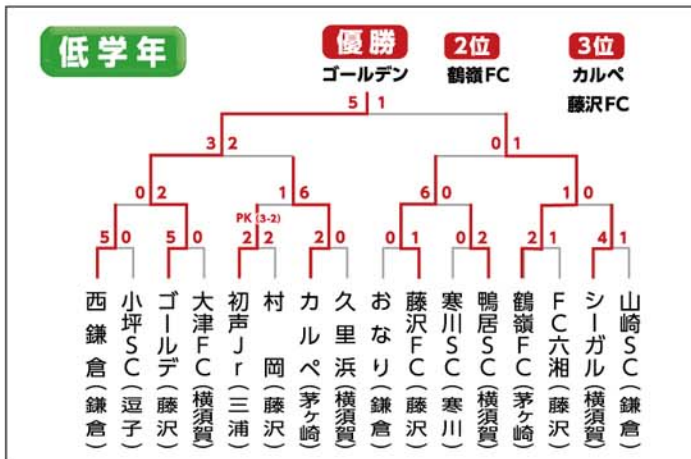 低学年
優勝 2位 3位
ゴールデン 鶴嶺FC カルペ
藤沢FC
5 1
3 2 0 1
0 2 1 6 6 0 1 0
PK (3-2)
5 0 5 0 2 2 2 0 0 1 0 2 2 1 4 1
西鎌倉(鎌倉)
小坪SC(逗子)
ゴールデ(藤沢)
大津FC(横須賀)
初声Jr(三浦)
村岡(藤沢)
カルペ(茅ヶ崎)
久里浜(横須賀)
おなり(鎌倉)
藤沢FC(藤沢)
寒川SC(寒川)
鴨居SC(横須賀)
鶴嶺FC(茅ヶ崎)
FC六湘(藤沢)
シーガル(横須賀)
山崎SC(鎌倉)